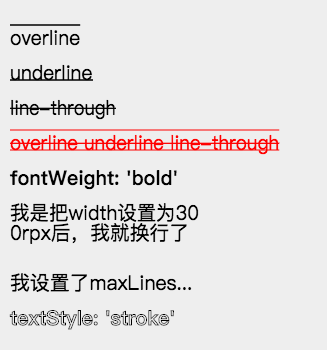 overline
underline
line-through
overline underline line-through
fontWeight: 'bold'
我是把width设置为30
0rpx后，我就换行了
我设置了maxLines...
textStyle: 'stroke'